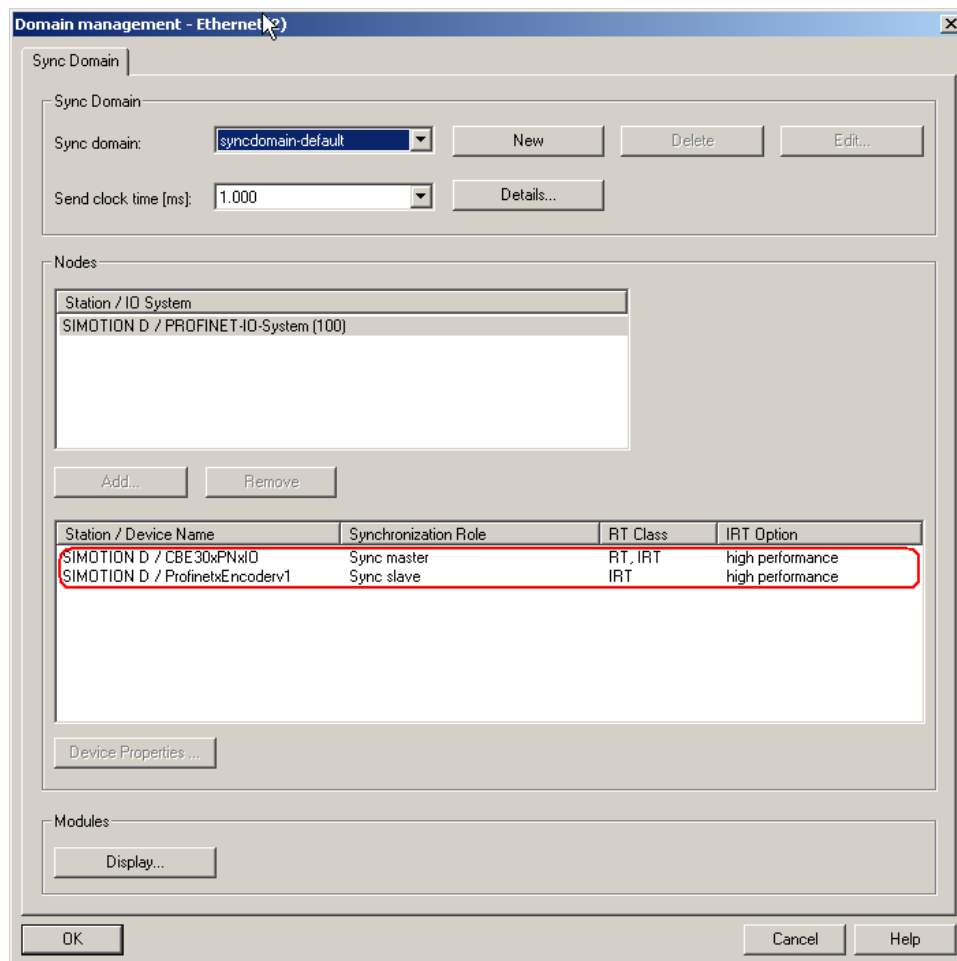 Domain management - Ethernet(2)
Sync Domain
Sync Domain
Sync domain: syncdomain-default New Delete Edit...
Send clock time [ms]: 1.000 Details...
Nodes
Station / IO System
SIMOTION D / PROFINET-IO-System (100)
Add... Remove
Station / Device Name Synchronization Role RT Class IRT Option
SIMOTION D / CBE30xPNxIO Sync master RT, IRT high performance
SIMOTION D / ProfinetxEncoderv1 Sync slave IRT high performance
Device Properties ...
Modules
Display...
OK Cancel Help